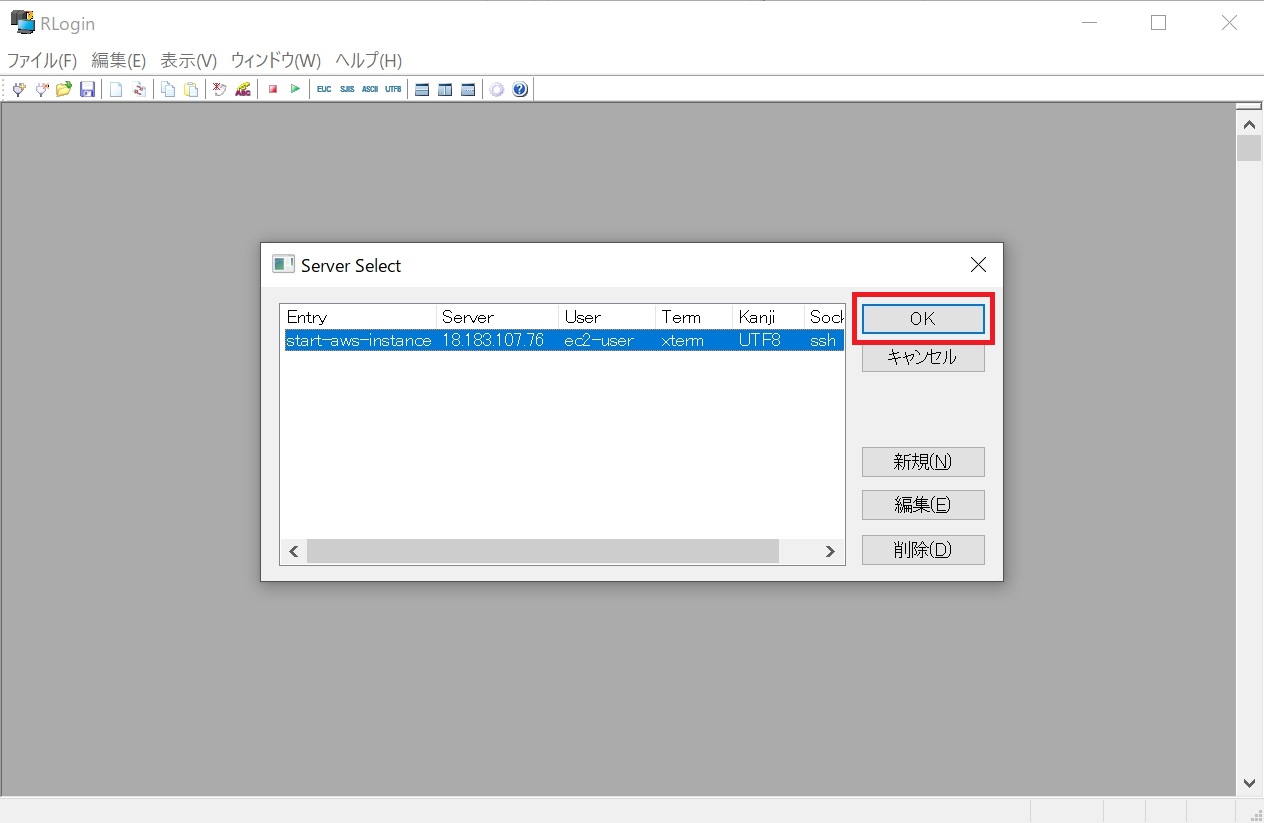 RLogin
ファイル(F) 編集(E) 表示(V) ウィンドウ(W) ヘルプ(H)
EUC SJIS ASCII UTF8
Server Select
Entry Server User Term Kanji Sock
start-aws-instance 18.183.107.76 ec2-user xterm UTF8 ssh
OK
キャンセル
新規(N)
編集(E)
削除(D)